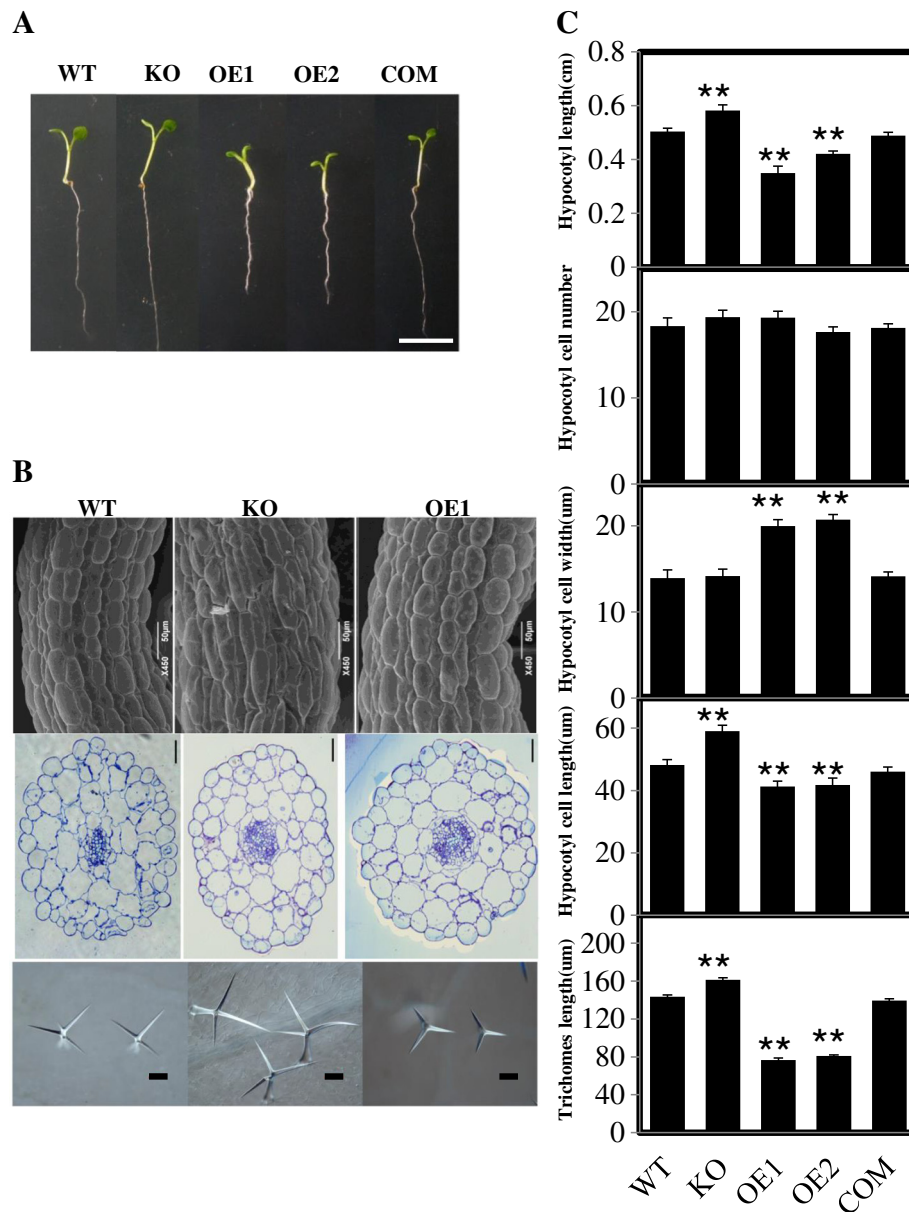 A
WT KO OE1 OE2 COM
B
WT KO OE1
X450 50μm
X450 50μm
X450 50μm
C
Hypocotyl length(cm)
0.8
0.6
0.4
0.2
0
** ** **
Hypocotyl cell number
20
10
0
Hypocotyl cell width(um)
20
10
0
** **
Hypocotyl cell length(um)
60
40
20
0
** ** **
Trichomes length(um)
200
160
120
80
40
0
** ** **
WT KO OE1 OE2 COM